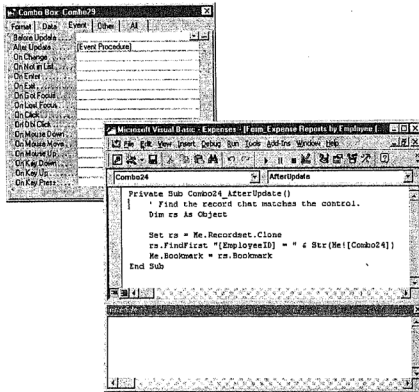 Combo Box: Combo79
Format Data Event Other All
Before Update
After Update [Event Procedure]
On Change
On Not in List
On Enter
On Exit
On Got Focus
On Lost Focus
On Click
On Dbl Click
On Mouse Down
On Mouse Move
On Mouse Up
On Key Down
On Key Up
On Key Press
Microsoft Visual Basic - Expenses - [Form_Expense Reports by Employee (
File Edit View Insert Debug Run Tools Add-Ins Window Help
Combo24 AfterUpdate
Private Sub Combo24_AfterUpdate()
' Find the record that matches the control.
Dim rs As Object
Set rs = Me.Recordset.Clone
rs.FindFirst "[EmployeeID] = " & Str(Me![Combo24])
Me.Bookmark = rs.Bookmark
End Sub